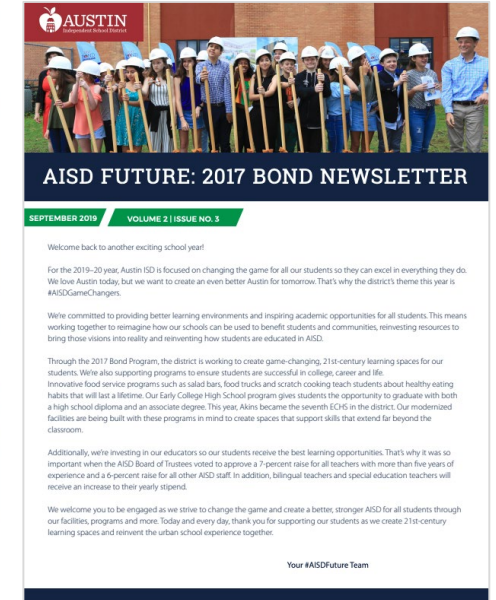 AUSTIN
Independent School District
AISD FUTURE: 2017 BOND NEWSLETTER
SEPTEMBER 2019
VOLUME 2 | ISSUE NO. 3
Welcome back to another exciting school year!
For the 2019–20 year, Austin ISD is focused on changing the game for all our students so they can excel in everything they do.
We love Austin today, but we want to create an even better Austin for tomorrow. That's why the district's theme this year is
#AISDGameChangers.
We're committed to providing better learning environments and inspiring academic opportunities for all students. This means
working together to reimagine how our schools can be used to benefit students and communities, reinvesting resources to
bring those visions into reality and reinventing how students are educated in AISD.
Through the 2017 Bond Program, the district is working to create game-changing, 21st-century learning spaces for our
students. We're also supporting programs to ensure students are successful in college, career and life.
Innovative food service programs such as salad bars, food trucks and scratch cooking teach students about healthy eating
habits that will last a lifetime. Our Early College High School program gives students the opportunity to graduate with both
a high school diploma and an associate degree. This year, Akins became the seventh ECHS in the district. Our modernized
facilities are being built with these programs in mind to create spaces that support skills that extend far beyond the
classroom.
Additionally, we're investing in our educators so our students receive the best learning opportunities. That's why it was so
important when the AISD Board of Trustees voted to approve a 7-percent raise for all teachers with more than five years of
experience and a 6-percent raise for all other AISD staff. In addition, bilingual teachers and special education teachers will
receive an increase to their yearly stipend.
We welcome you to be engaged as we strive to change the game and create a better, stronger AISD for all students through
our facilities, programs and more. Today and every day, thank you for supporting our students as we create 21st-century
learning spaces and reinvent the urban school experience together.
Your #AISDFuture Team